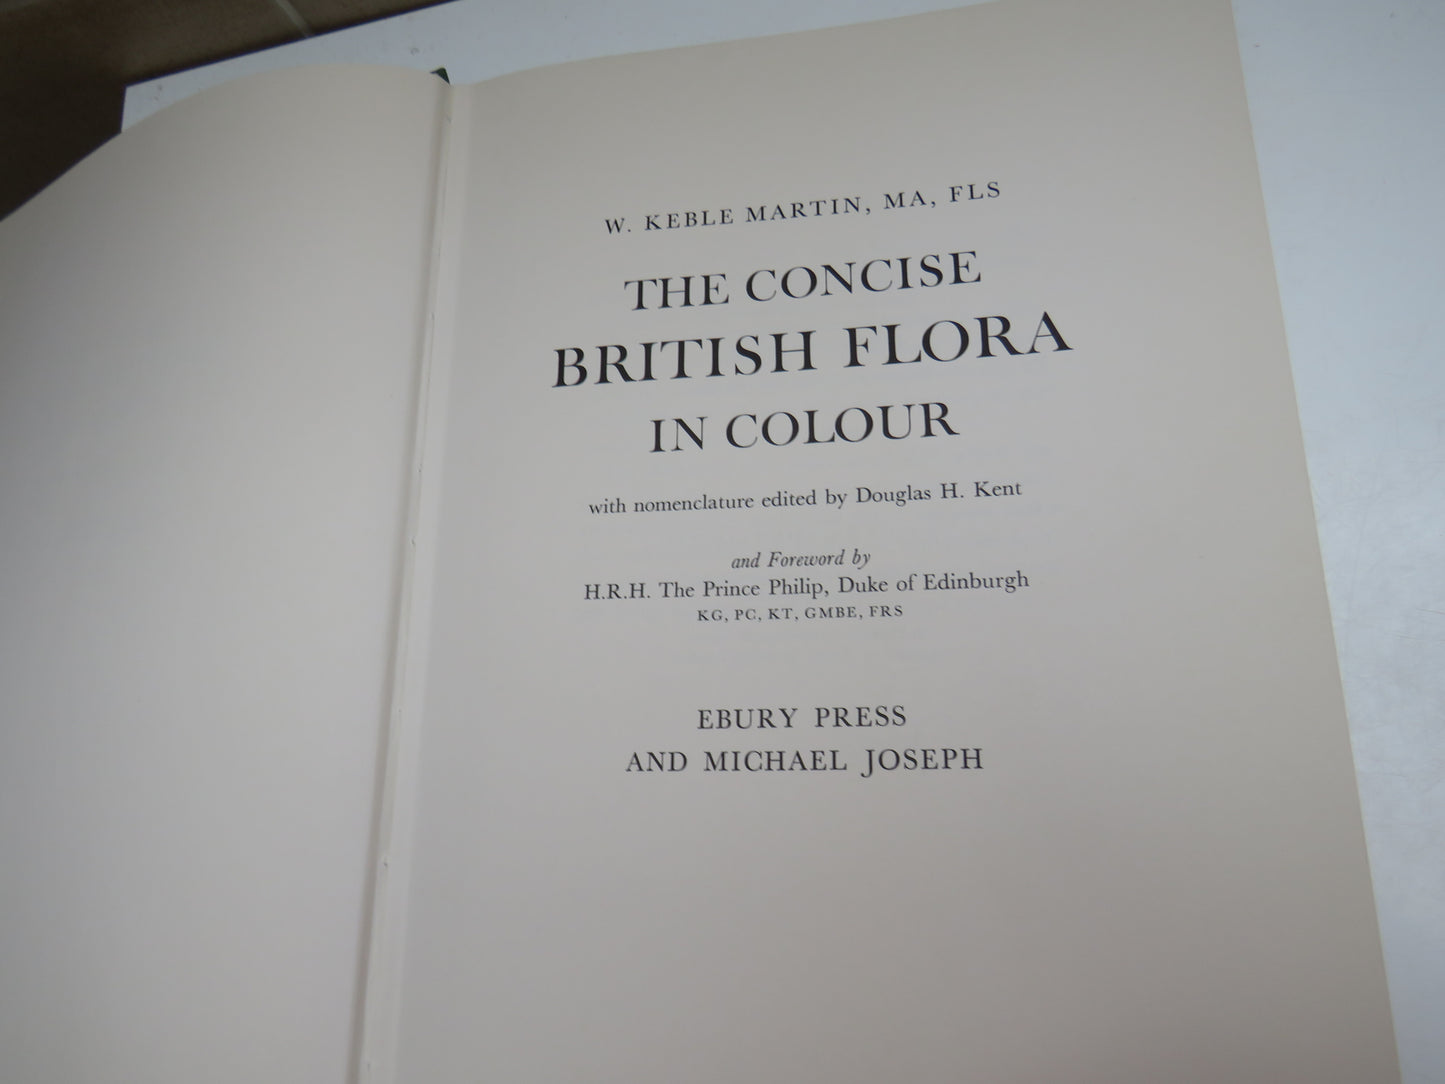 W. KEBLE MARTIN, MA, FLS
THE CONCISE
BRITISH FLORA
IN COLOUR
with nomenclature edited by Douglas H. Kent
and Foreword by
H.R.H. The Prince Philip, Duke of Edinburgh
KG, PC, KT, GMBE, FRS
EBURY PRESS
AND MICHAEL JOSEPH